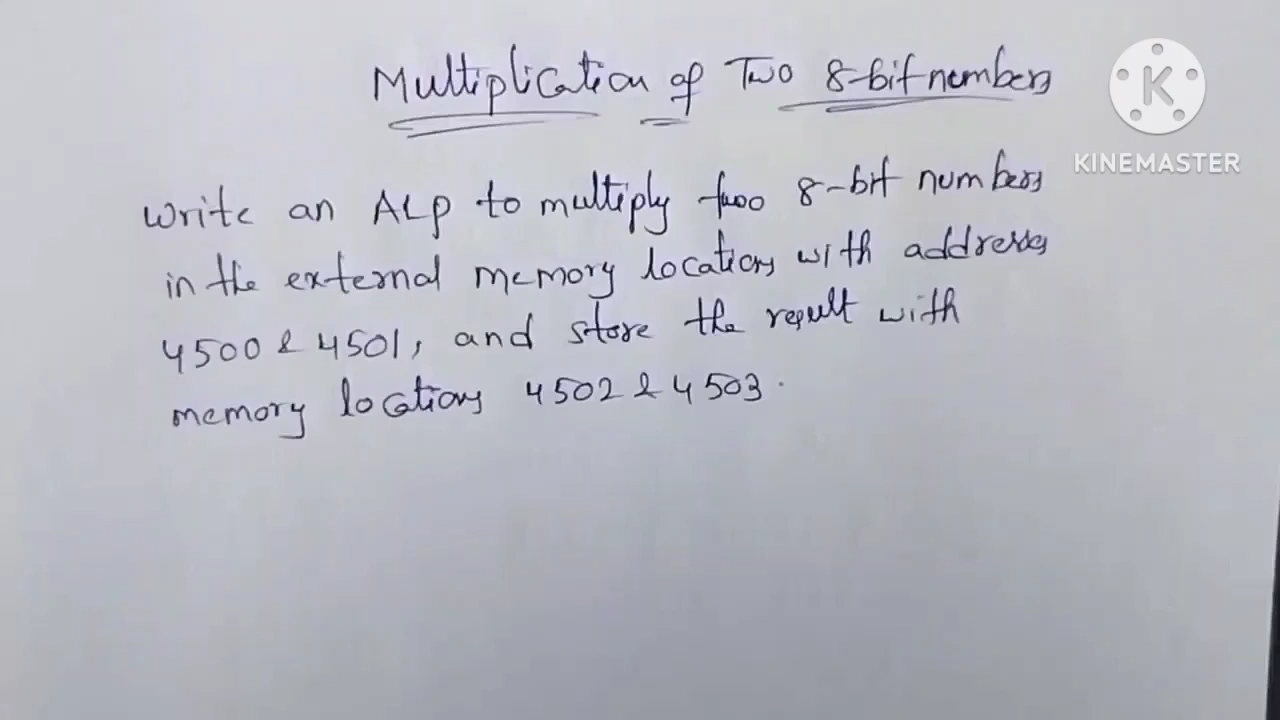 Multiplication of Two 8-bit numbers
K
KINEMASTER
Write an ALP to multiply two 8-bit numbers
in the external memory locations with address
4500 & 4501, and store the result with
memory locations 4502 & 4503.